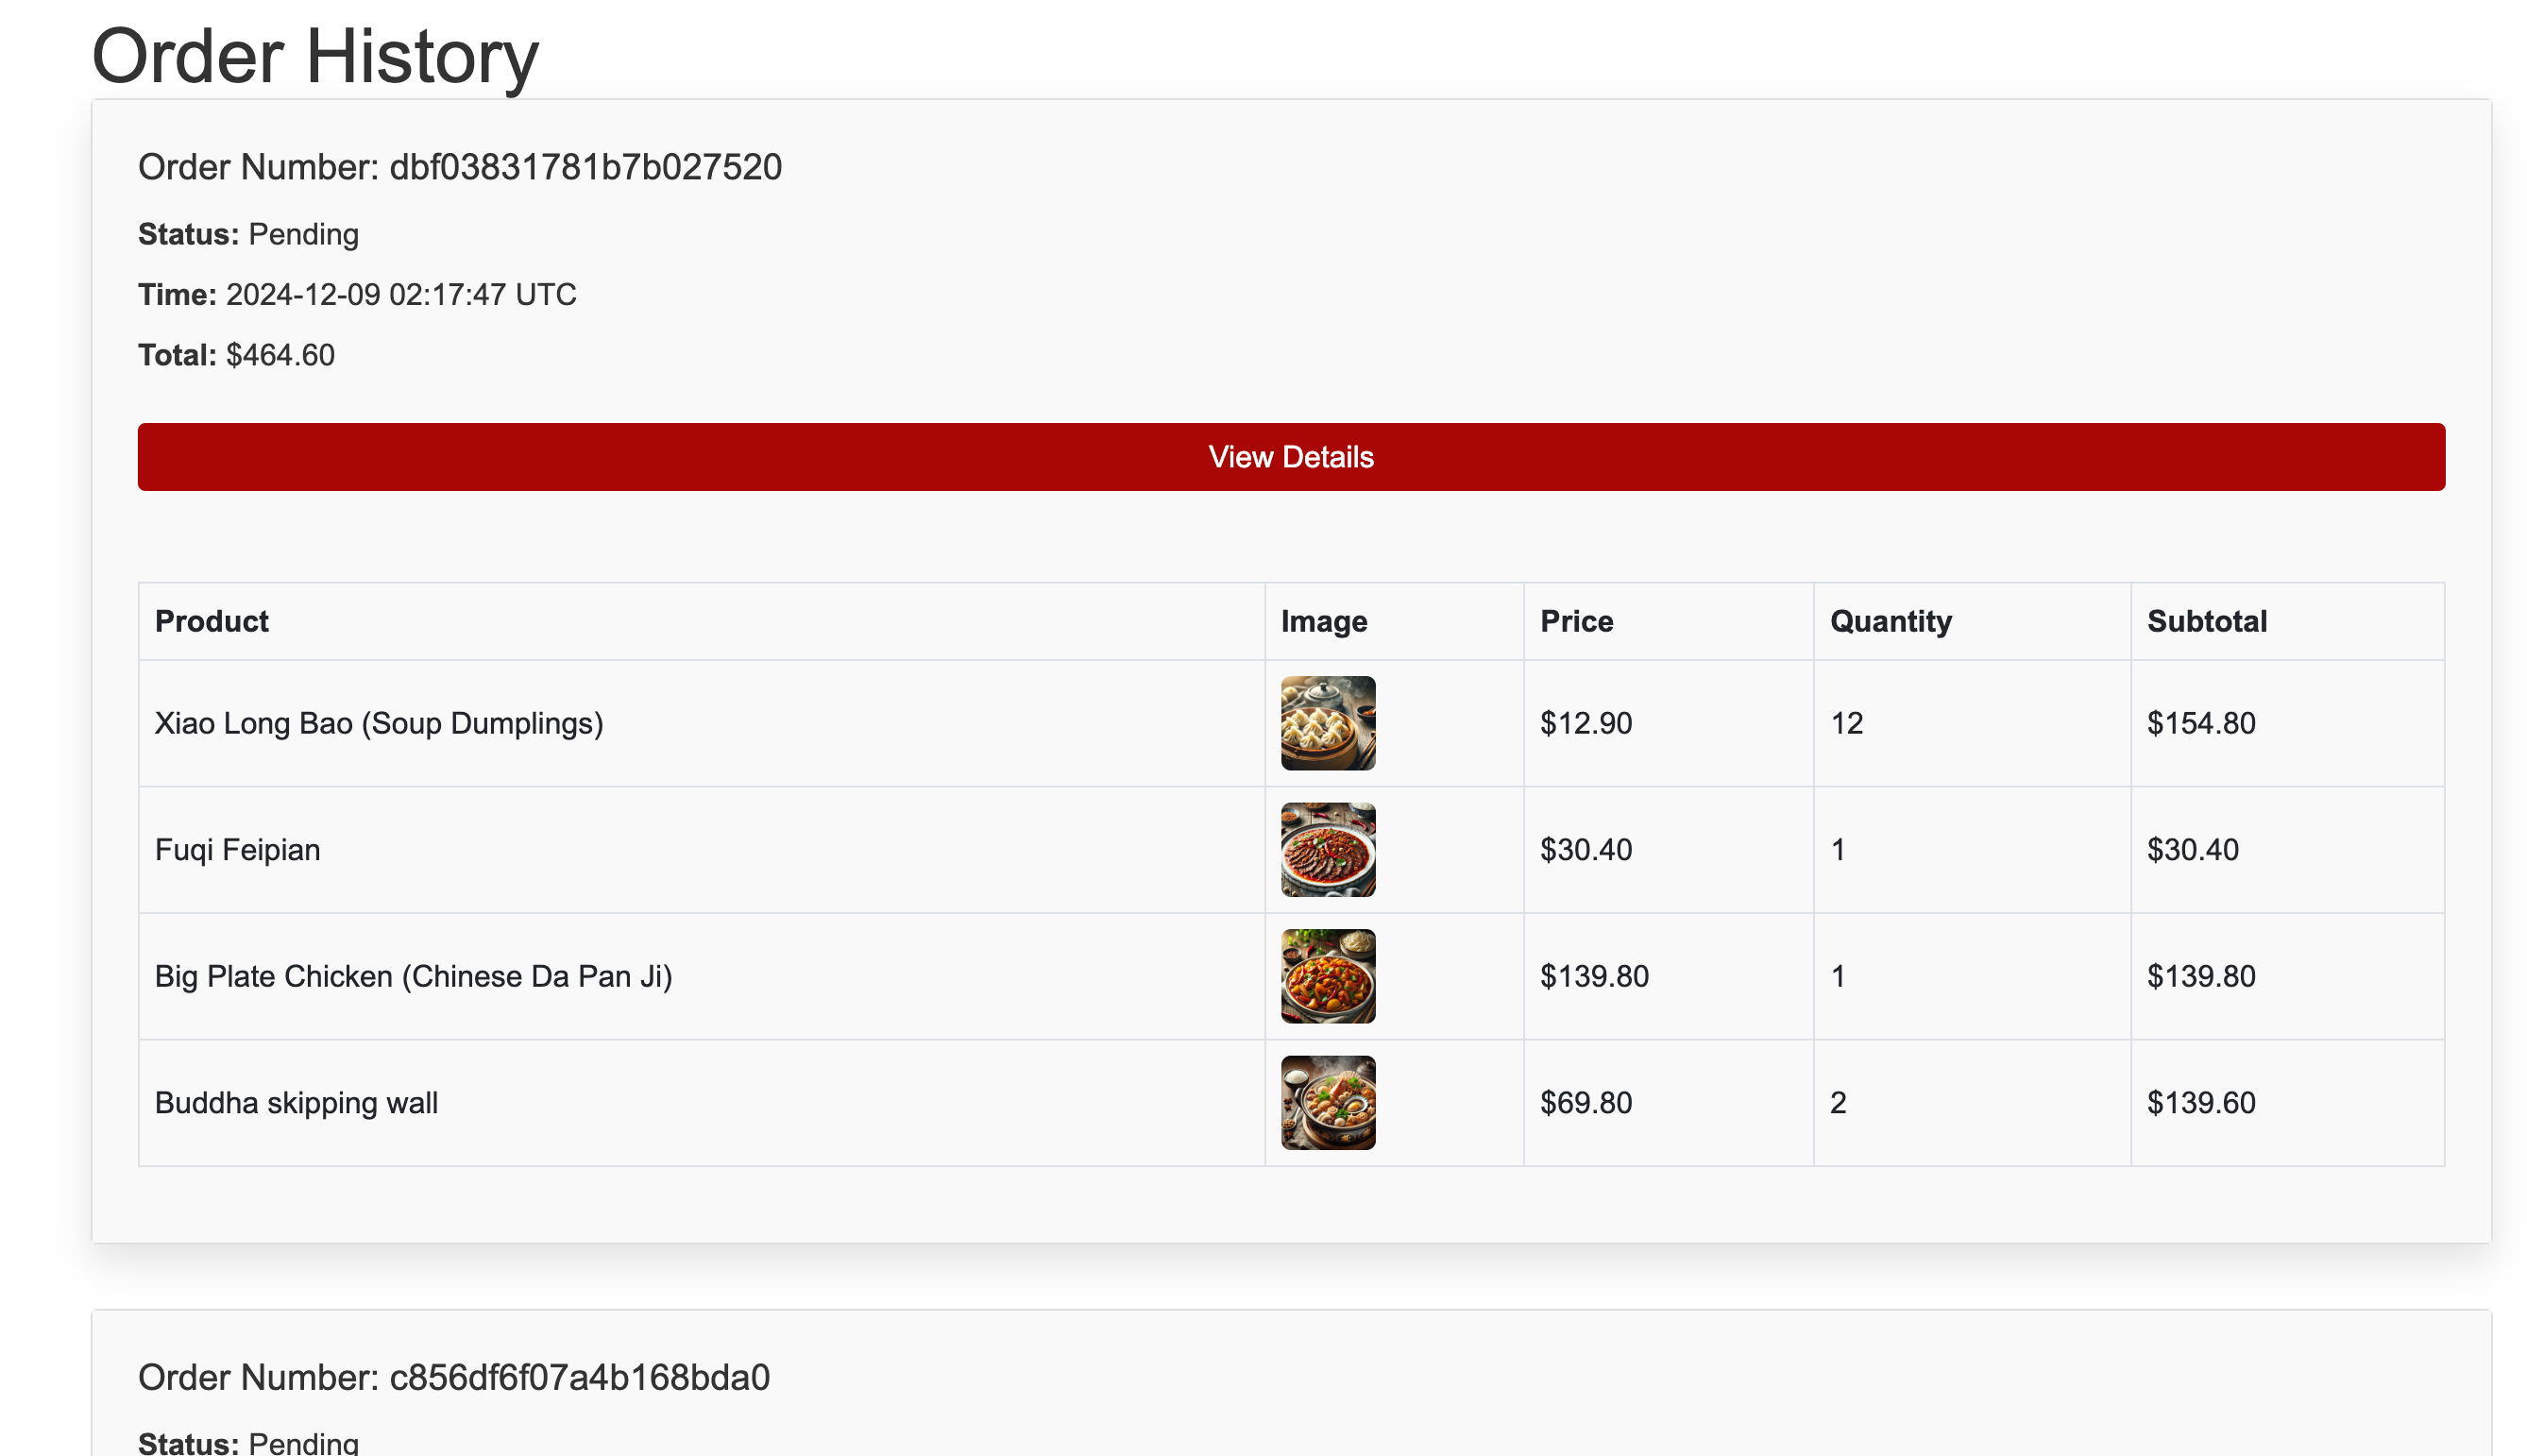 Order History
Order Number: dbf03831781b7b027520
Status: Pending
Time: 2024-12-09 02:17:47 UTC
Total: $464.60
View Details
Product Image Price Quantity Subtotal
Xiao Long Bao (Soup Dumplings) $12.90 12 $154.80
Fuqi Feipian $30.40 1 $30.40
Big Plate Chicken (Chinese Da Pan Ji) $139.80 1 $139.80
Buddha skipping wall $69.80 2 $139.60
Order Number: c856df6f07a4b168bda0
Status: Pending